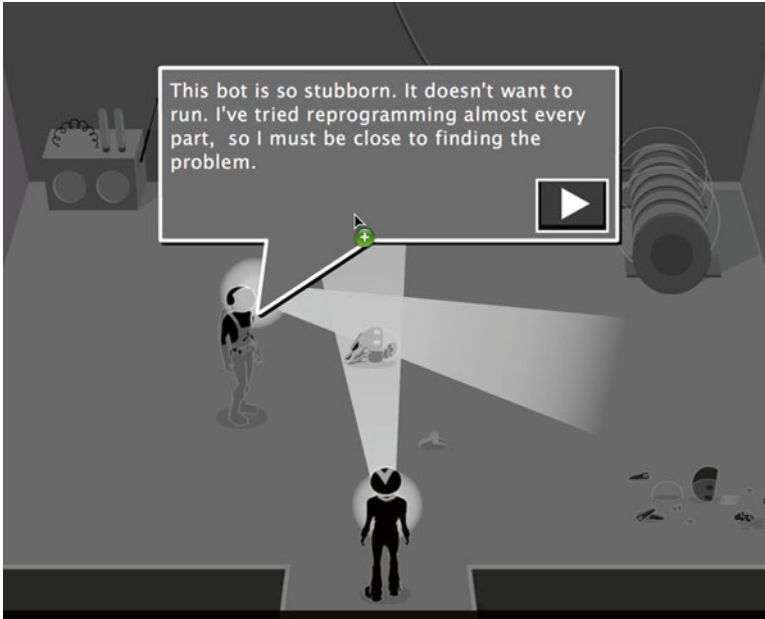 This bot is so stubborn. It doesn't want to
run. I've tried reprogramming almost every
part,  so I must be close to finding the
problem.